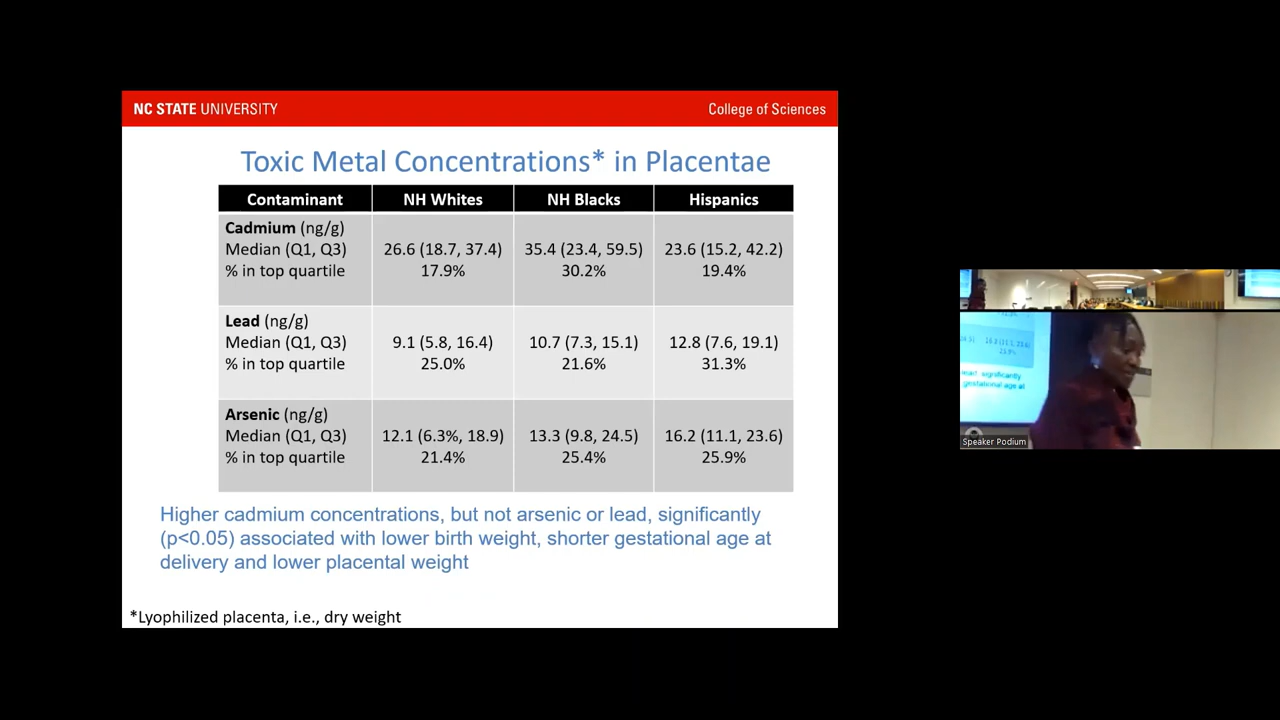 NC STATE UNIVERSITY
College of Sciences
Toxic Metal Concentrations* in Placentae
Contaminant NH Whites NH Blacks Hispanics
Cadmium (ng/g)
Median (Q1, Q3) 26.6 (18.7, 37.4) 35.4 (23.4, 59.5) 23.6 (15.2, 42.2)
% in top quartile 17.9% 30.2% 19.4%
Lead (ng/g)
Median (Q1, Q3) 9.1 (5.8, 16.4) 10.7 (7.3, 15.1) 12.8 (7.6, 19.1)
% in top quartile 25.0% 21.6% 31.3%
Arsenic (ng/g)
Median (Q1, Q3) 12.1 (6.3%, 18.9) 13.3 (9.8, 24.5) 16.2 (11.1, 23.6)
% in top quartile 21.4% 25.4% 25.9%
Higher cadmium concentrations, but not arsenic or lead, significantly
(p<0.05) associated with lower birth weight, shorter gestational age at
delivery and lower placental weight
*Lyophilized placenta, i.e., dry weight
lead, significantly
gestational age at
Speaker Podium